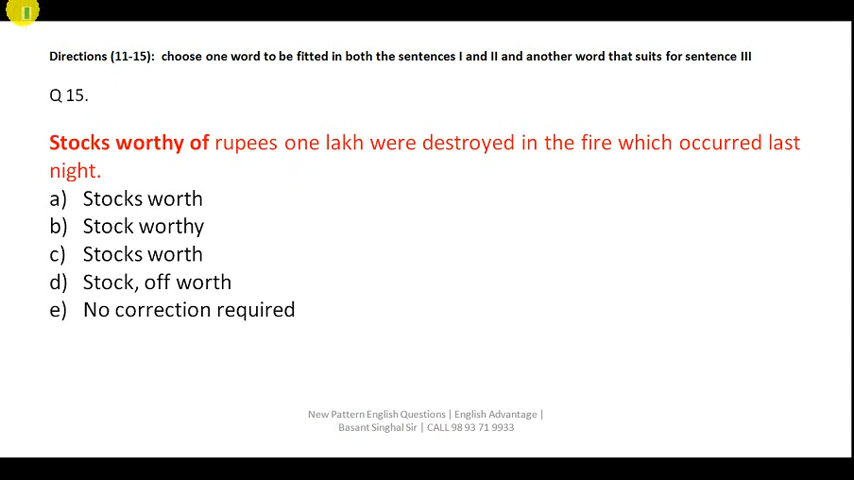 Directions (11-15): choose one word to be fitted in both the sentences I and II and another word that suits for sentence III
Q 15.
Stocks worthy of rupees one lakh were destroyed in the fire which occurred last
night.
a) Stocks worth
b) Stock worthy
c) Stocks worth
d) Stock, off worth
e) No correction required
New Pattern English Questions | English Advantage |
Basant Singhal Sir | CALL 98 93 71 9933